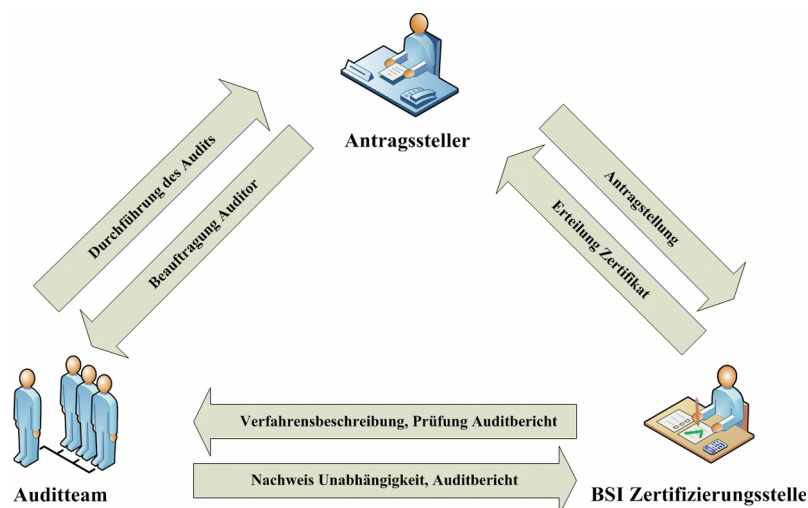 Antragssteller
Durchführung des Audits
Beauftragung Auditor
Antragstellung
Erteilung Zertifikat
Verfahrensbeschreibung, Prüfung Auditbericht
Nachweis Unabhängigkeit, Auditbericht
Auditteam
BSI Zertifizierungsstelle